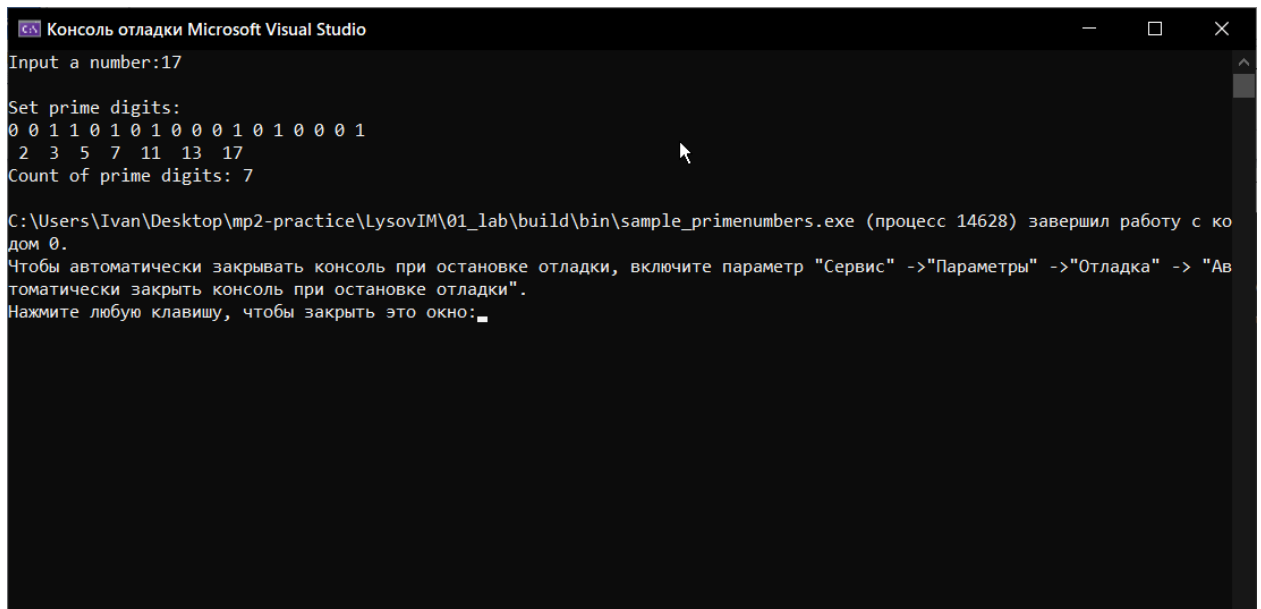 Консоль отладки Microsoft Visual Studio
Input a number:17
Set prime digits:
0 0 1 1 0 1 0 1 0 0 0 1 0 1 0 0 0 1
2 3 5 7 11 13 17
Count of prime digits: 7
C:\Users\Ivan\Desktop\mp2-practice\LysovIM\01_lab\build\bin\sample_primenumbers.exe (процесс 14628) завершил работу с ко
дом 0.
Чтобы автоматически закрывать консоль при остановке отладки, включите параметр "Сервис" ->"Параметры" ->"Отладка" -> "Ав
томатически закрыть консоль при остановке отладки".
Нажмите любую клавишу, чтобы закрыть это окно: